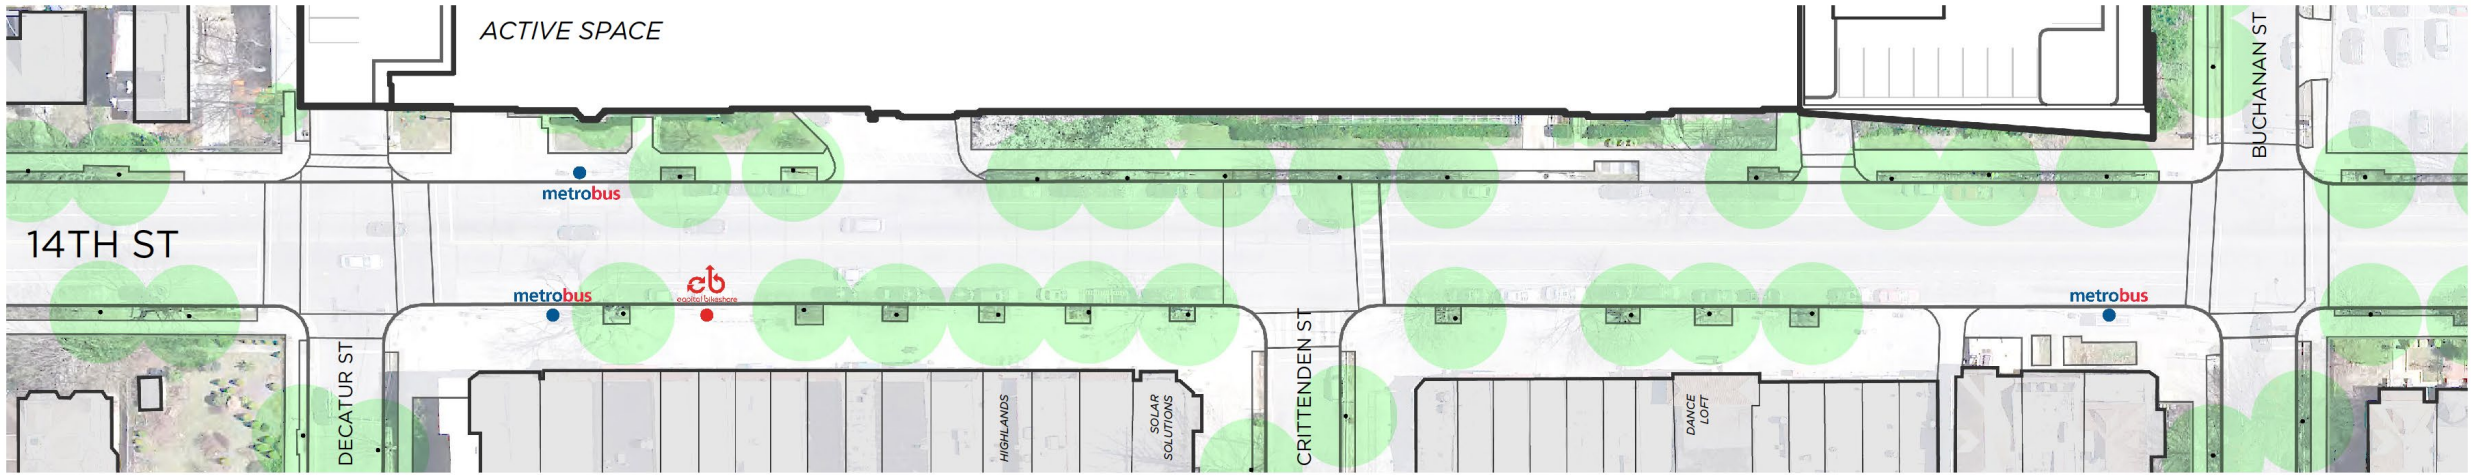 ACTIVE SPACE
BUCHANAN ST
metrobus
14TH ST
metrobus
capital bikeshare
metrobus
DECATUR ST
HIGHLANDS
SOLAR
SOLUTIONS
CRITTENDEN ST
DANCE
LOFT